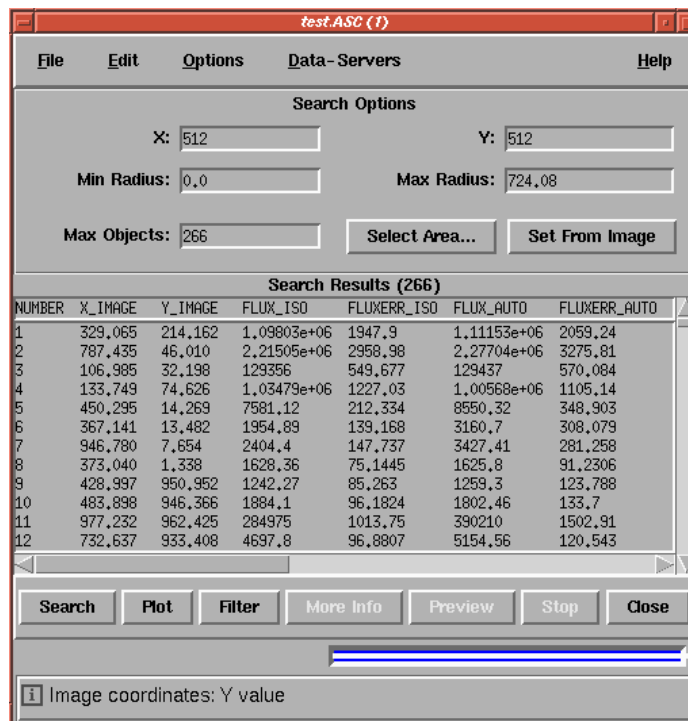 test.ASC (1)
File Edit Options Data-Servers Help
Search Options
X: 512 Y: 512
Min Radius: 0.0 Max Radius: 724.08
Max Objects: 266 Select Area... Set From Image
Search Results (266)
NUMBER X_IMAGE Y_IMAGE FLUX_ISO FLUXERR_ISO FLUX_AUTO FLUXERR_AUTO
1 329.065 214.162 1.09803e+06 1947.9 1.11153e+06 2059.24
2 787.435 46.010 2.21505e+06 2958.98 2.27704e+06 3275.81
3 106.985 32.198 129356 549.677 129437 570.084
4 133.749 74.626 1.03479e+06 1227.03 1.00568e+06 1105.14
5 450.295 14.269 7581.12 212.334 8550.32 348.903
6 367.141 13.482 1954.89 139.168 3160.7 308.079
7 946.780 7.654 2404.4 147.737 3427.41 281.258
8 373.040 1.338 1628.36 75.1445 1625.8 91.2306
9 428.997 950.952 1242.27 85.263 1259.3 123.788
10 483.898 946.366 1884.1 96.1824 1802.46 133.7
11 977.232 962.425 284975 1013.75 390210 1502.91
12 732.637 933.408 4697.8 96.8807 5154.56 120.543
Search Plot Filter More Info Preview Stop Close
i Image coordinates: Y value